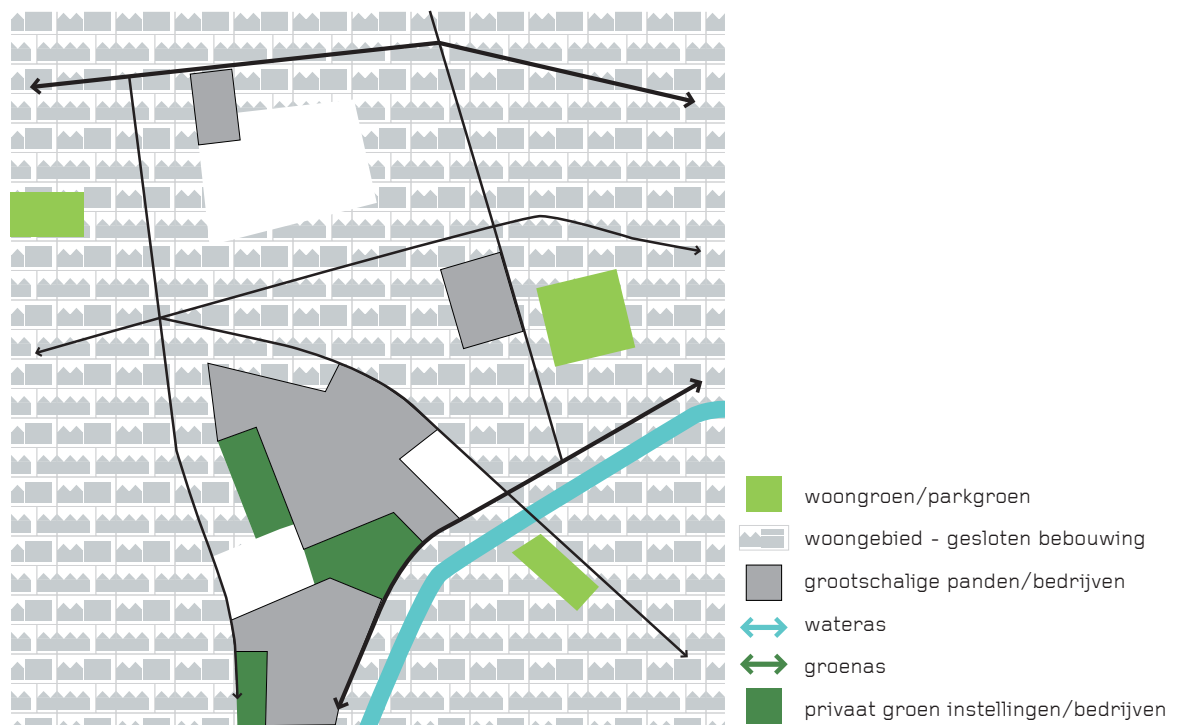 woongroen/parkgroen
woongebied - gesloten bebouwing
grootschalige panden/bedrijven
wateras
groenas
privaat groen instellingen/bedrijven